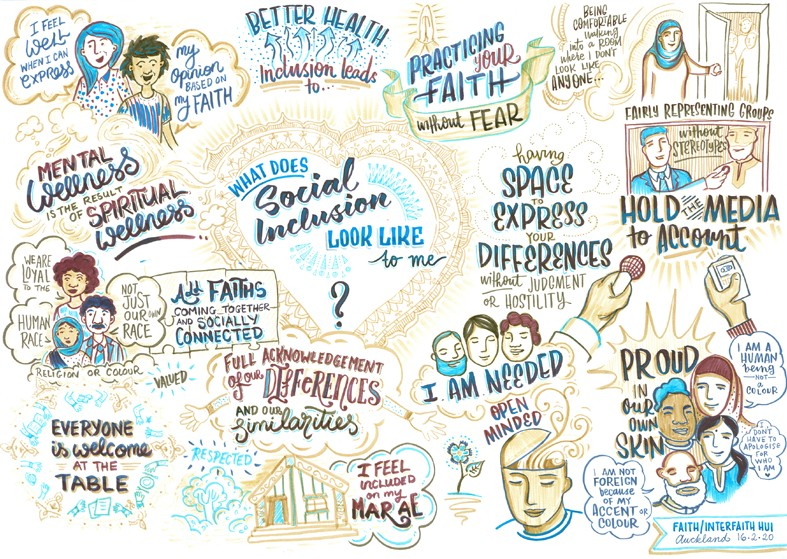 I FEEL
Well
WHEN I CAN
EXPRESS
my
Opinion
BASED ON
my FAITH
BETTER HEALTH
Inclusion leads
to...
PRACTICING
your
FAITH
without FEAR
BEING
COMFORTABLE
walking
into a ROOM
where I DON'T
LOOK LIKE
ANYONE...
FAIRLY REPRESENTING GROUPS
without
STEREOTYPES
HOLD THE MEDIA
to Account
MENTAL
Wellness
IS THE RESULT
OF SPIRITUAL
Wellness
WHAT DOES
Social
Inclusion
LOOK LIKE
to me
?
having
SPACE
TO
EXPRESS
YOUR
DIFFERENCES
without JUDGMENT
OR HOSTILITY
WE ARE
LOYAL
TO THE
HUMAN
RACE
NOT
JUST
OUR OWN
RACE
RELIGION OR COLOUR
All FAITHS
COMING TOGETHER
AND SOCIALLY
CONNECTED
VALUED
FULL ACKNOWLEDGEMENT
of our DIFFERENCES
AND our
Similarities
I AM NEEDED
OPEN
MINDED
EVERYONE
is welcome
AT THE
TABLE
RESPECTED
I FEEL
included
on my
MARAE
PROUD
IN
our
OWN
SKIN
I AM A
HUMAN
being
NOT
a
COLOUR
I DON'T
HAVE TO
APOLOGISE
FOR
WHO
I AM
I AM NOT
FOREIGN
because
OF MY
ACCENT OR
COLOUR
FAITH/INTERFAITH HUI
Auckland 16.2.20